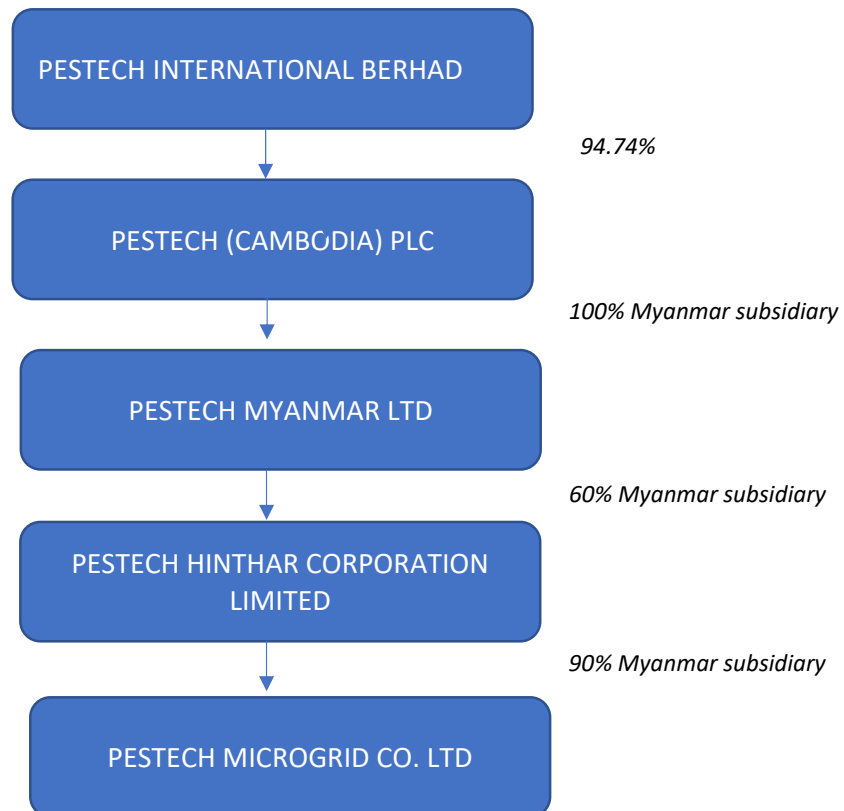 PESTECH INTERNATIONAL BERHAD
94.74%
PESTECH (CAMBODIA) PLC
100% Myanmar subsidiary
PESTECH MYANMAR LTD
60% Myanmar subsidiary
PESTECH HINTHAR CORPORATION
LIMITED
90% Myanmar subsidiary
PESTECH MICROGRID CO. LTD